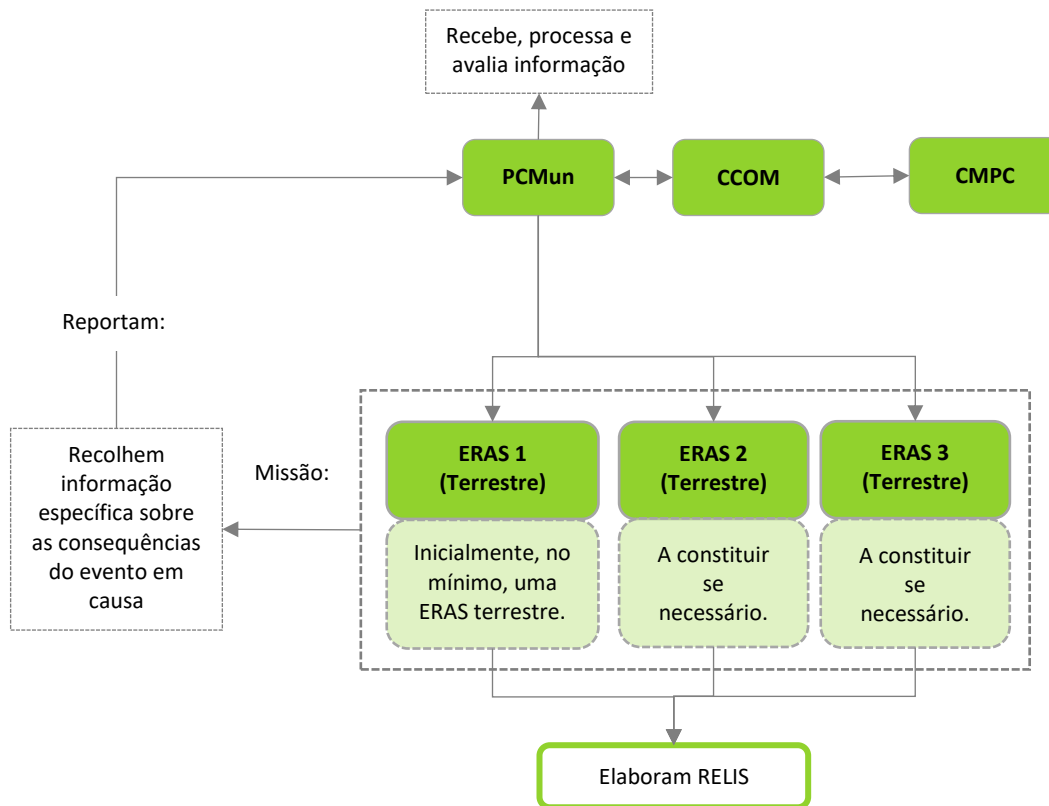 Recebe, processa e
avalia informação
PCMun
CCOM
CMPC
Reportam:
Recolhem
informação
específica sobre
as consequências
do evento em
causa
Missão:
ERAS 1
(Terrestre)
ERAS 2
(Terrestre)
ERAS 3
(Terrestre)
Inicialmente, no
mínimo, uma
ERAS terrestre.
A constituir
se
necessário.
A constituir
se
necessário.
Elaboram RELIS